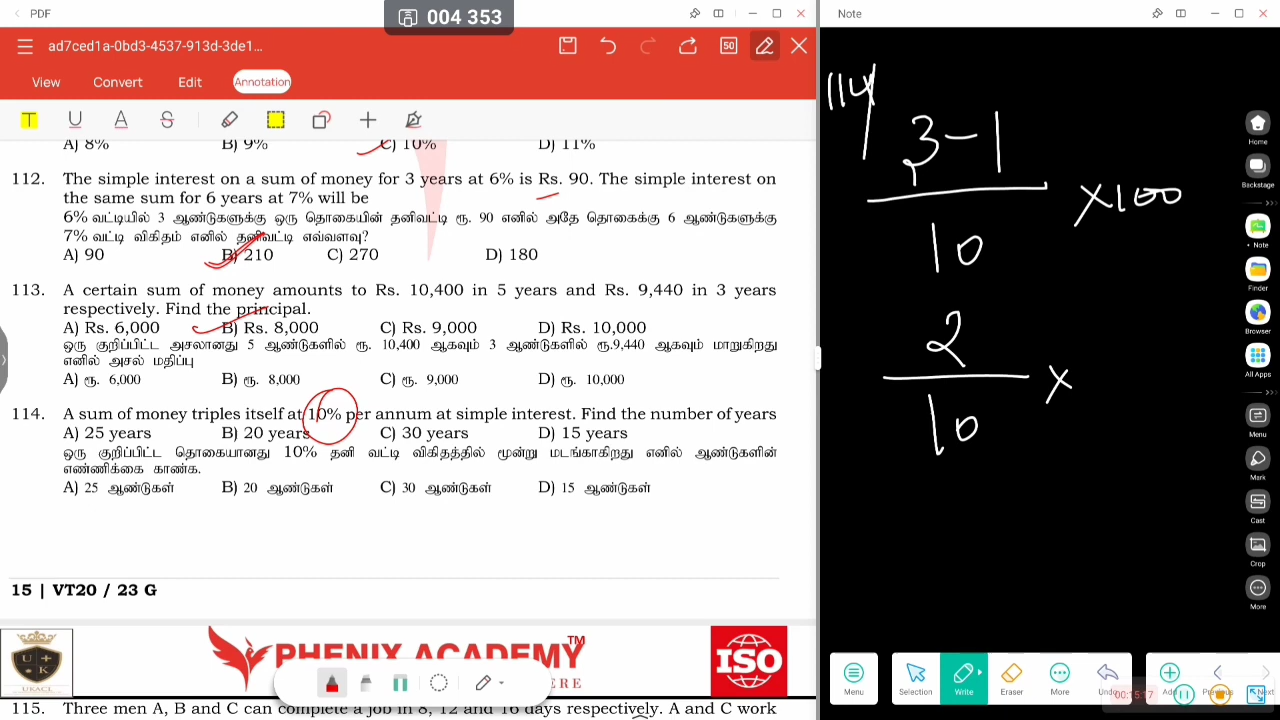 PDF
004 353
Note
ad7ced1a-0bd3-4537-913d-3de1...
50
View Convert Edit Annotation
T U A S
A) 8% B) 9% C) 10% D) 11%
112. The simple interest on a sum of money for 3 years at 6% is Rs. 90. The simple interest on
the same sum for 6 years at 7% will be
6% வட்டியில் 3 ஆண்டுகளுக்கு ஒரு தொகையின் தனிவட்டி ரூ. 90 எனில் அதே தொகைக்கு 6 ஆண்டுகளுக்கு
7% வட்டி விகிதம் எனில் தனிவட்டி எவ்வளவு?
A) 90 B) 210 C) 270 D) 180
113. A certain sum of money amounts to Rs. 10,400 in 5 years and Rs. 9,440 in 3 years
respectively. Find the principal.
A) Rs. 6,000 B) Rs. 8,000 C) Rs. 9,000 D) Rs. 10,000
ஒரு குறிப்பிட்ட அசலானது 5 ஆண்டுகளில் ரூ. 10,400 ஆகவும் 3 ஆண்டுகளில் ரூ.9,440 ஆகவும் மாறுகிறது
எனில் அசல் மதிப்பு
A) ரூ. 6,000 B) ரூ. 8,000 C) ரூ. 9,000 D) ரூ. 10,000
114. A sum of money triples itself at 10% per annum at simple interest. Find the number of years
A) 25 years B) 20 years C) 30 years D) 15 years
ஒரு குறிப்பிட்ட தொகையானது 10% தனி வட்டி விகிதத்தில் மூன்று மடங்காகிறது எனில் ஆண்டுகளின்
எண்ணிக்கை காண்க.
A) 25 ஆண்டுகள் B) 20 ஆண்டுகள் C) 30 ஆண்டுகள் D) 15 ஆண்டுகள்
15 | VT20 / 23 G
U K
UKACL
PHENIX ACADEMY TM
ERE
ISO
115. Three men A, B and C can complete a job in 8, 12 and 16 days respectively. A and C work
114
3-1
10
×100
2
10
×
Home
Backstage
Note
Finder
Browser
All Apps
Menu
Mark
Cast
Crop
More
Menu Selection Write Eraser More Undo Add Next
00:15:17